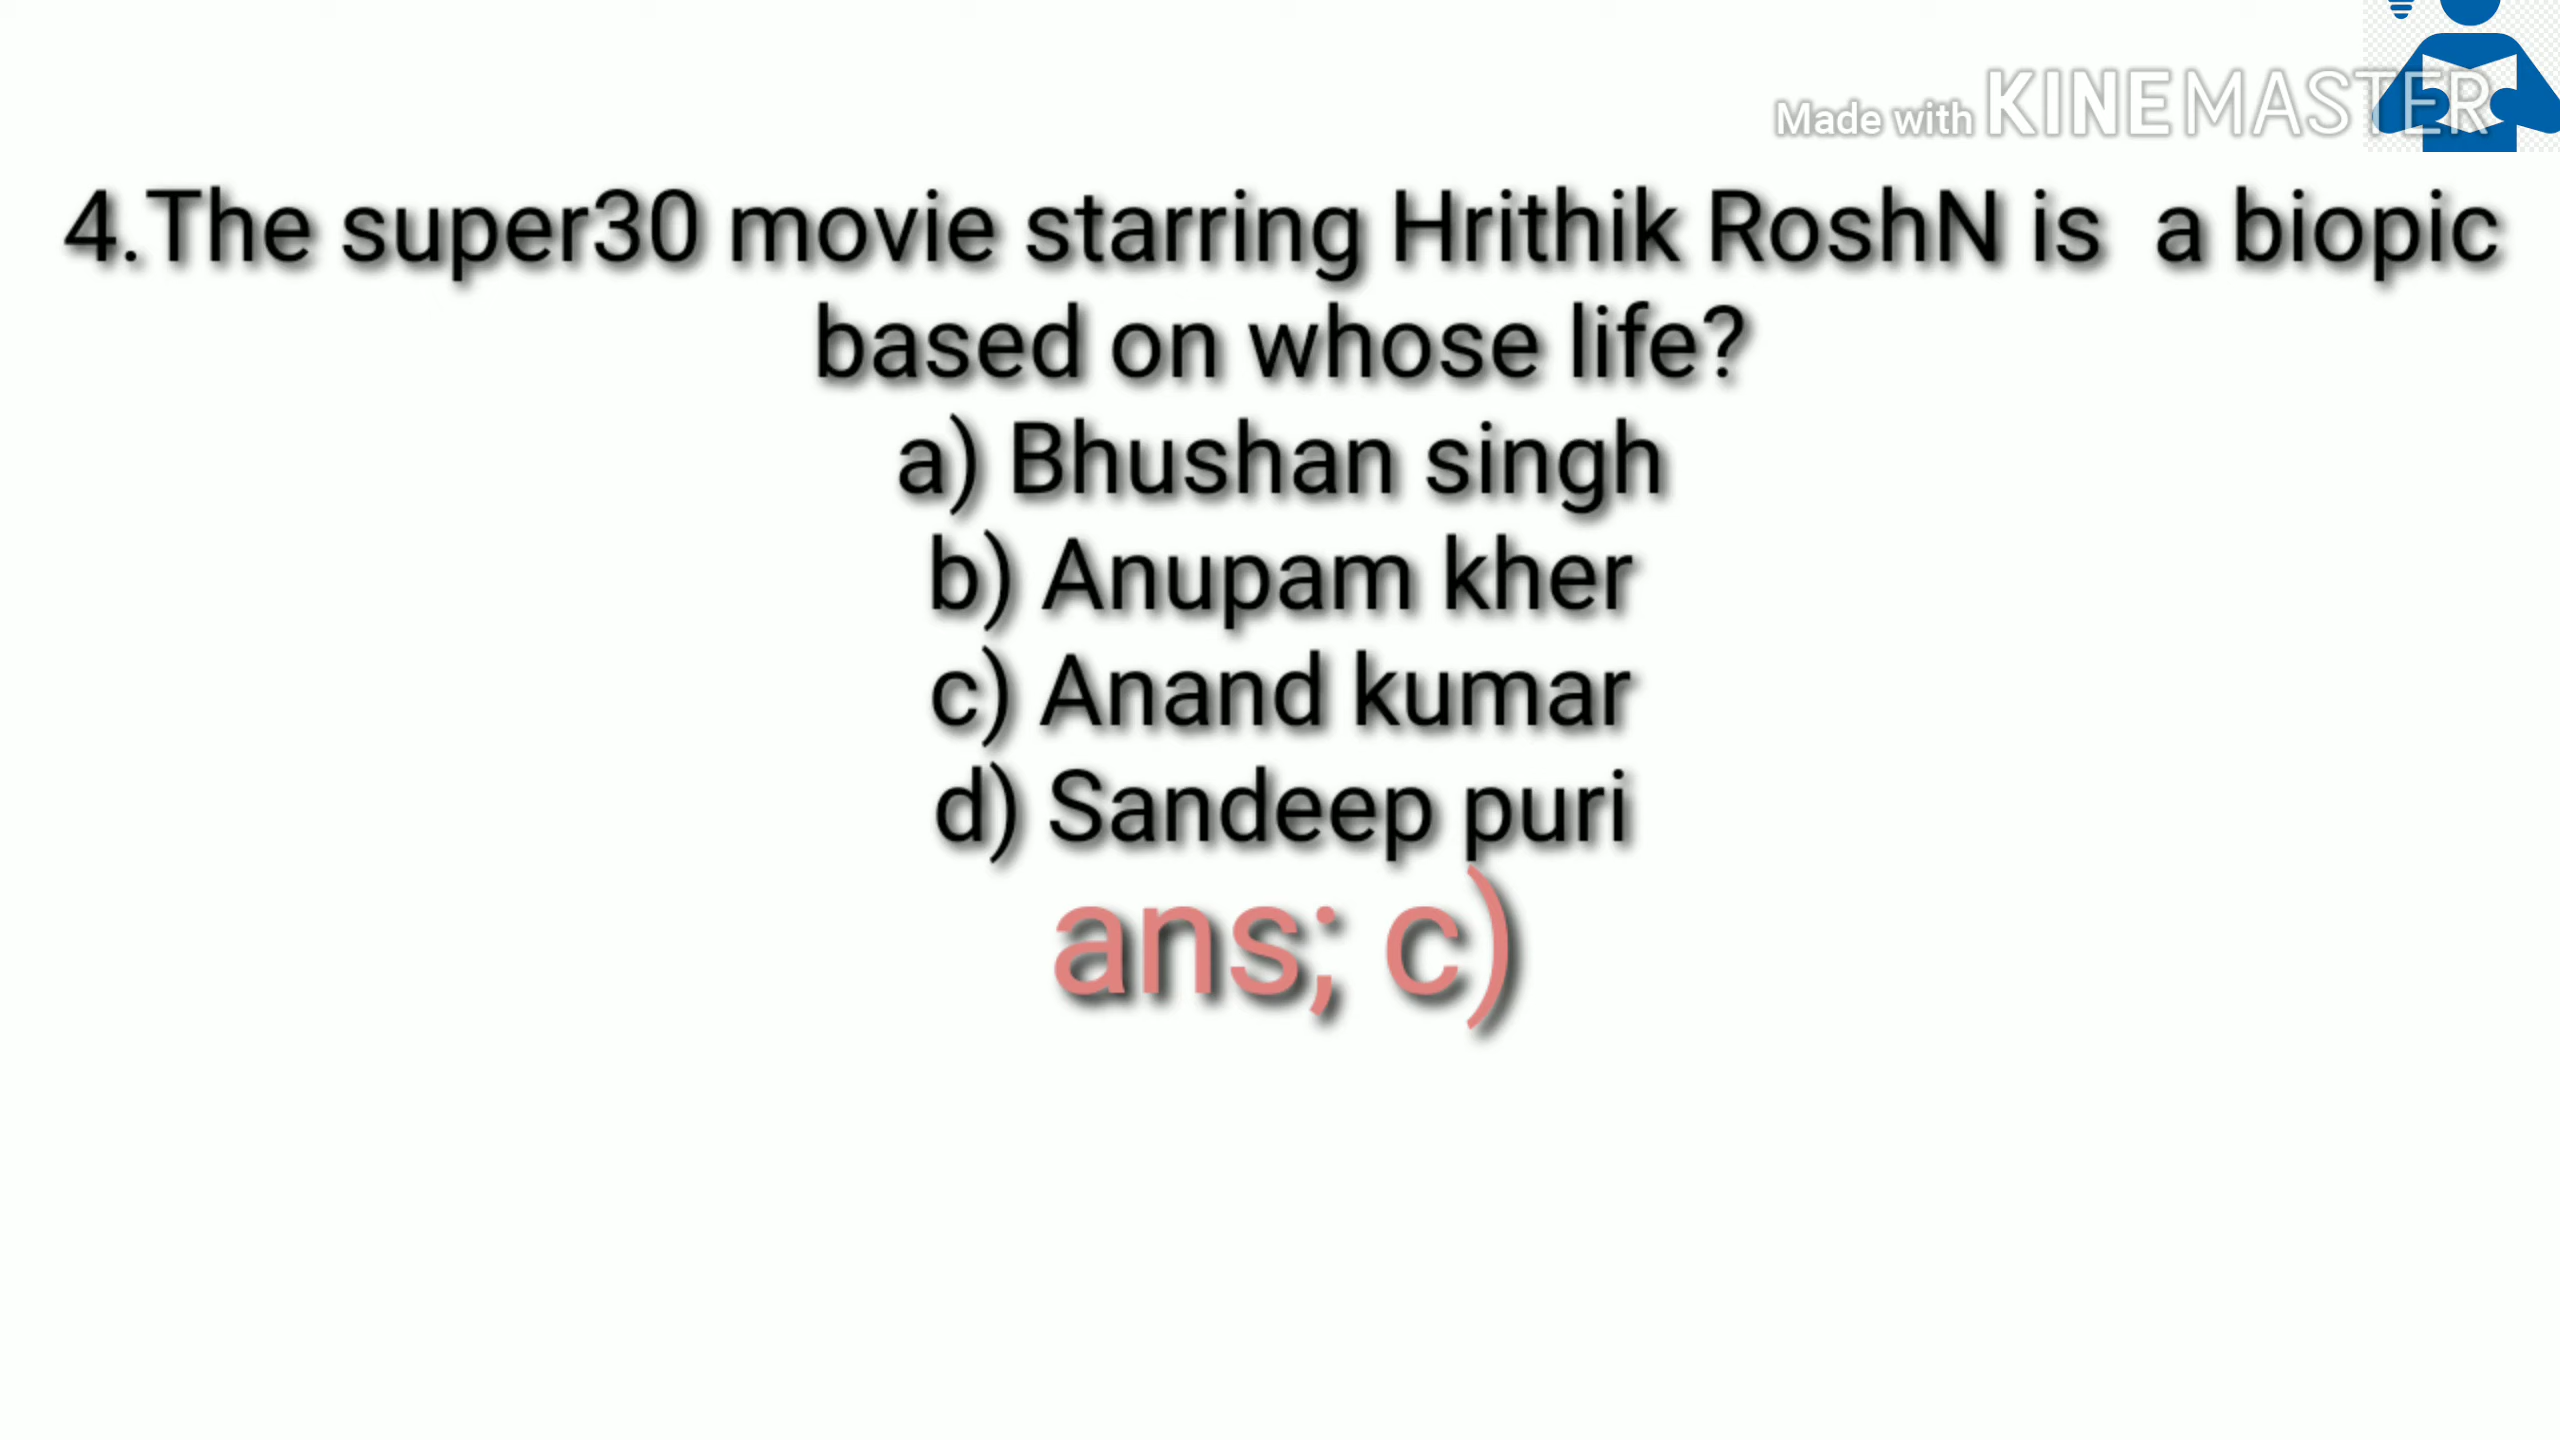 Made with KINEMASTER
4.The super30 movie starring Hrithik RoshN is  a biopic
based on whose life?
a) Bhushan singh
b) Anupam kher
c) Anand kumar
d) Sandeep puri
ans; c)